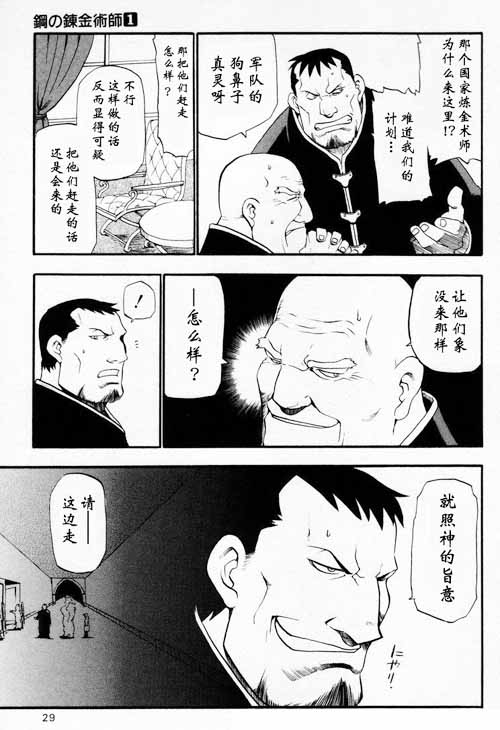 鋼の錬金術師1
那个国家炼金术师
为什么来这里!?
难道我们的
计划…
军队的
狗鼻子
真灵呀
那把他们赶走
怎么样?
不行
这样做的话
反而显得可疑
把他们赶走的话
还是会来的
让他们象
没来那样
—怎么样?
!
就照神的旨意
ニヤリ!!
请—
这边走
29